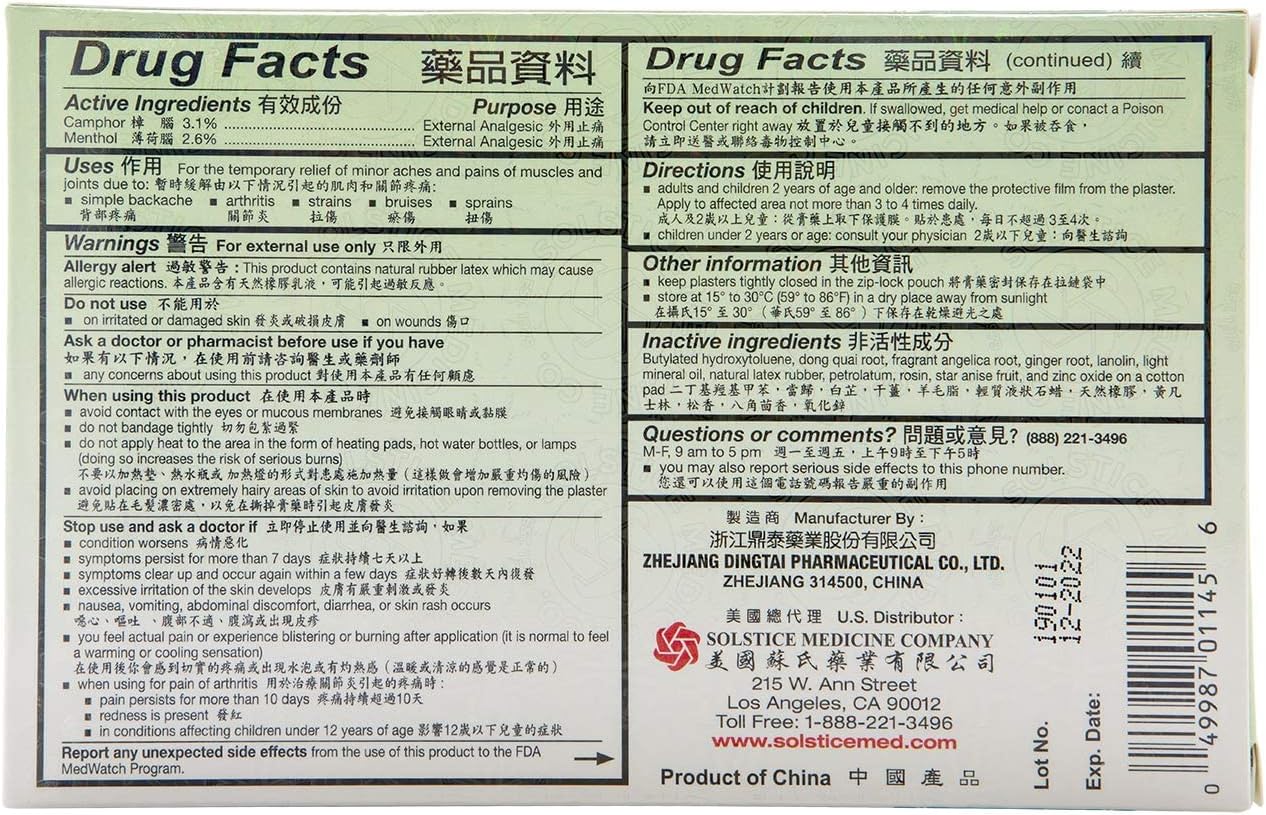 Drug Facts 藥品資料
Active Ingredients 有效成份 Purpose 用途
Camphor 樟 腦 3.1% .................................................. External Analgesic 外用止痛
Menthol 薄荷腦 2.6% .................................................. External Analgesic 外用止痛
Uses 作用 For the temporary relief of minor aches and pains of muscles and
joints due to: 暫時緩解由以下情況引起的肌肉和關節疼痛:
▪ simple backache ▪ arthritis ▪ strains ▪ bruises ▪ sprains
背部疼痛 關節炎 拉傷 瘀傷 扭傷
Warnings 警告 For external use only 只限外用
Allergy alert 過敏警告 : This product contains natural rubber latex which may cause
allergic reactions. 本產品含有天然橡膠乳液，可能引起過敏反應。
Do not use 不能用於
▪ on irritated or damaged skin 發炎或破損皮膚 ▪ on wounds 傷口
Ask a doctor or pharmacist before use if you have
如果有以下情況，在使用前請咨詢醫生或藥劑師
▪ any concerns about using this product 對使用本產品有任何顧慮
When using this product 在使用本產品時
▪ avoid contact with the eyes or mucous membranes 避免接觸眼睛或黏膜
▪ do not bandage tightly 切勿包紮過緊
▪ do not apply heat to the area in the form of heating pads, hot water bottles, or lamps
(doing so increases the risk of serious burns)
不要以加熱墊、熱水瓶或 加熱燈的形式對患處施加熱量 (這樣做會增加嚴重灼傷的風險)
▪ avoid placing on extremely hairy areas of skin to avoid irritation upon removing the plaster
避免貼在毛髮濃密處，以免在撕掉膏藥時引起皮膚發炎
Stop use and ask a doctor if 立即停止使用並向醫生諮詢，如果
▪ condition worsens 病情惡化
▪ symptoms persist for more than 7 days 症狀持續七天以上
▪ symptoms clear up and occur again within a few days 症狀好轉後數天內復發
▪ excessive irritation of the skin develops 皮膚有嚴重刺激或發炎
▪ nausea, vomiting, abdominal discomfort, diarrhea, or skin rash occurs
噁心、嘔吐 、腹部不適、腹瀉或出現皮疹
▪ you feel actual pain or experience blistering or burning after application (it is normal to feel
a warming or cooling sensation)
在使用後你會感到切實的疼痛或出現水泡或有灼熱感 (溫暖或清涼的感覺是正常的)
▪ when using for pain of arthritis 用於治療關節炎引起的疼痛時 :
▪ pain persists for more than 10 days 疼痛持續超過10天
▪ redness is present 發紅
▪ in conditions affecting children under 12 years of age 影響12歲以下兒童的症狀
Report any unexpected side effects from the use of this product to the FDA
MedWatch Program.
Drug Facts 藥品資料 (continued) 續
向FDA MedWatch計劃報告使用本產品所產生的任何意外副作用
Keep out of reach of children. If swallowed, get medical help or conact a Poison
Control Center right away 放置於兒童接觸不到的地方。如果被吞食，
請立即送醫或聯絡毒物控制中心。
Directions 使用說明
▪ adults and children 2 years of age and older: remove the protective film from the plaster.
Apply to affected area not more than 3 to 4 times daily.
成人及2歲以上兒童 : 從膏藥上取下保護膜。貼於患處，每日不超過 3至4次。
▪ children under 2 years or age: consult your physician 2歲以下兒童 : 向醫生諮詢
Other information 其他資訊
▪ keep plasters tightly closed in the zip-lock pouch 將膏藥密封保存在拉鏈袋中
▪ store at 15° to 30°C (59° to 86°F) in a dry place away from sunlight
在攝氏15° 至 30° (華氏59° 至 86° ) 下保存在乾燥避光之處
Inactive ingredients 非活性成分
Butylated hydroxytoluene, dong quai root, fragrant angelica root, ginger root, lanolin, light
mineral oil, natural latex rubber, petrolatum, rosin, star anise fruit, and zinc oxide on a cotton
pad 二丁基羥基甲苯，當歸，白芷，干薑，羊毛脂，輕質液狀石蜡，天然橡膠，黃凡
士林，松香，八角茴香，氧化鋅
Questions or comments? 問題或意見? (888) 221-3496
M-F, 9 am to 5 pm 週一至週五，上午9時至下午5時
▪ you may also report serious side effects to this phone number.
您還可以使用這個電話號碼報告嚴重的副作用
製造商 Manufacturer By :
浙江鼎泰藥業股份有限公司
ZHEJIANG DINGTAI PHARMACEUTICAL CO., LTD.
ZHEJIANG 314500, CHINA
美國總代理 U.S. Distributor :
SOLSTICE MEDICINE COMPANY
美國蘇氏藥業有限公司
215 W. Ann Street
Los Angeles, CA 90012
Toll Free: 1-888-221-3496
www.solsticemed.com
Product of China 中國產品
Lot No. 190101
Exp. Date: 12-2022
0 49987 01145 6